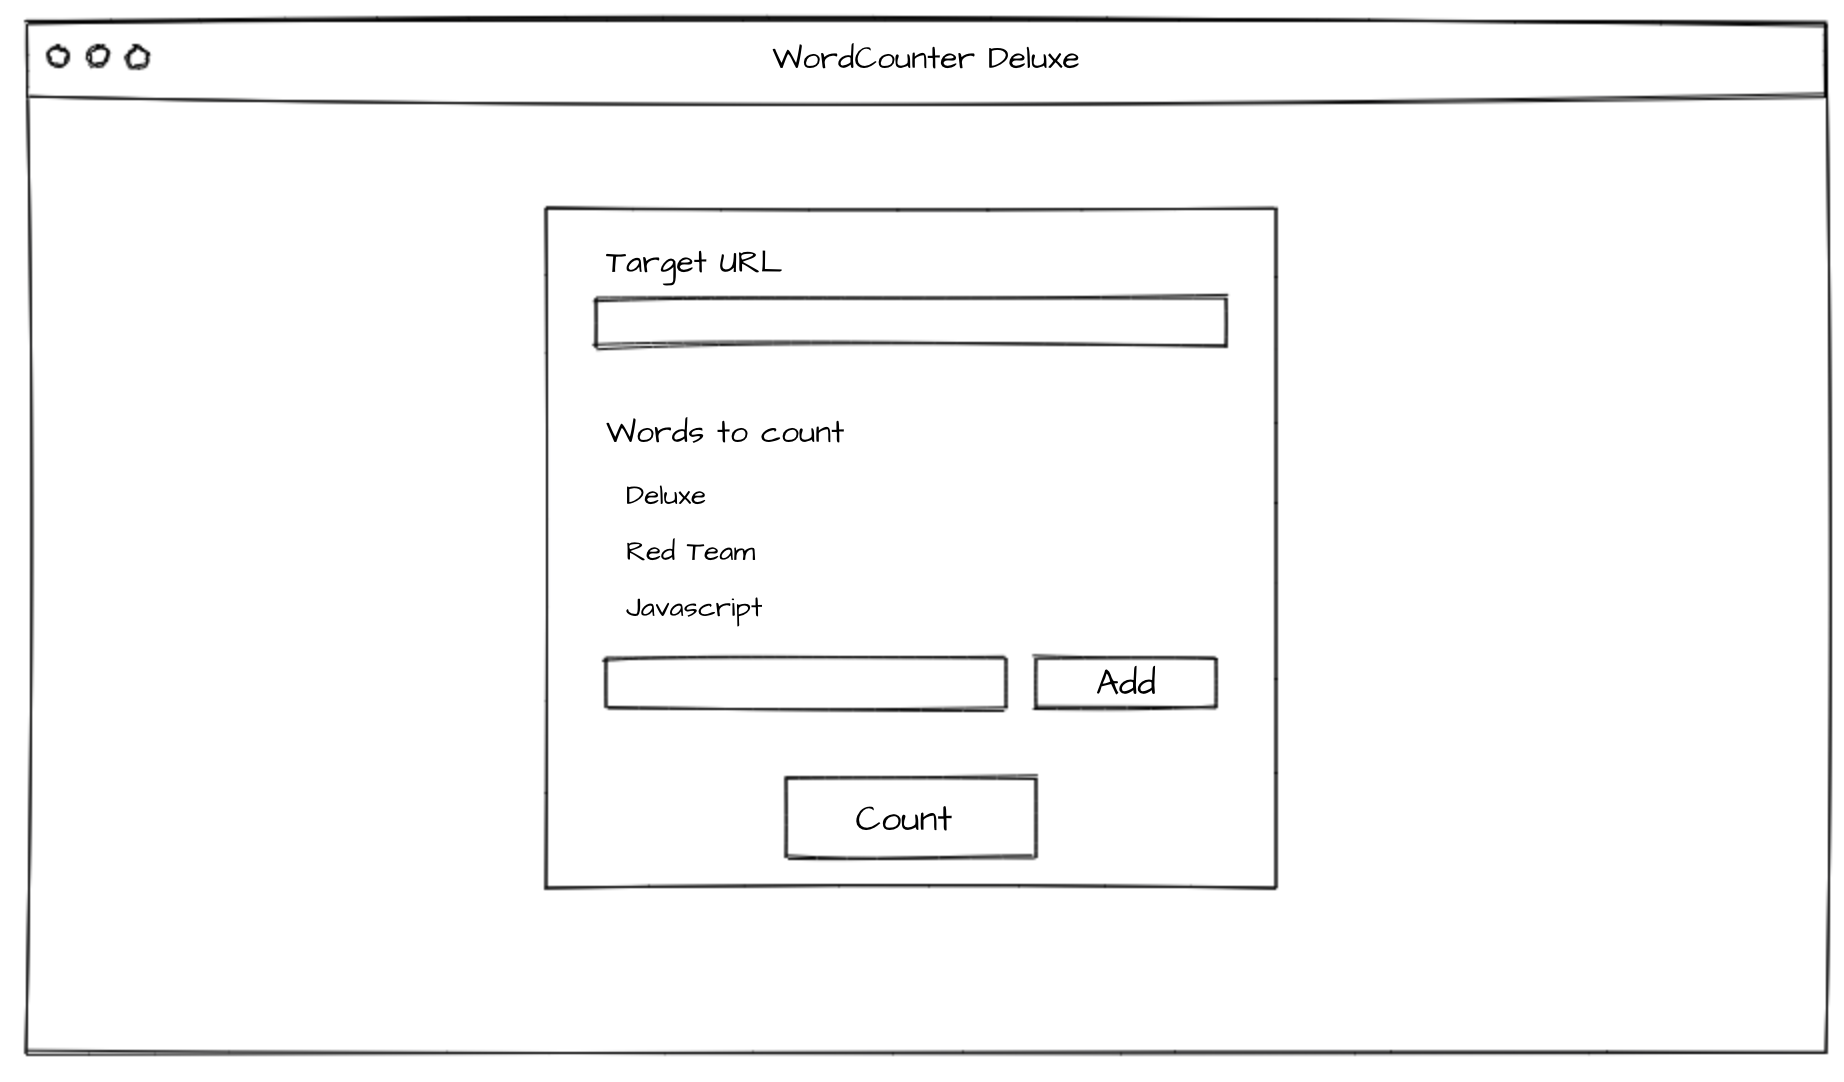 WordCounter Deluxe
Target URL
Words to count
Deluxe
Red Team
Javascript
Add
Count